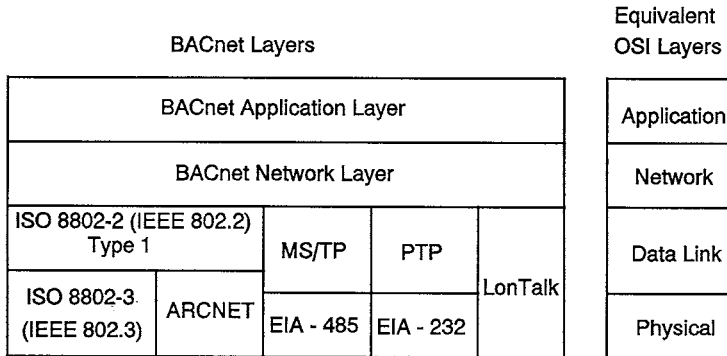 Equivalent
BACnet Layers
OSI Layers
BACnet Application Layer
Application
BACnet Network Layer
Network
ISO 8802-2 (IEEE 802.2)
Type 1
MS/TP
PTP
LonTalk
Data Link
ISO 8802-3
(IEEE 802.3)
ARCNET
EIA - 485
EIA - 232
Physical